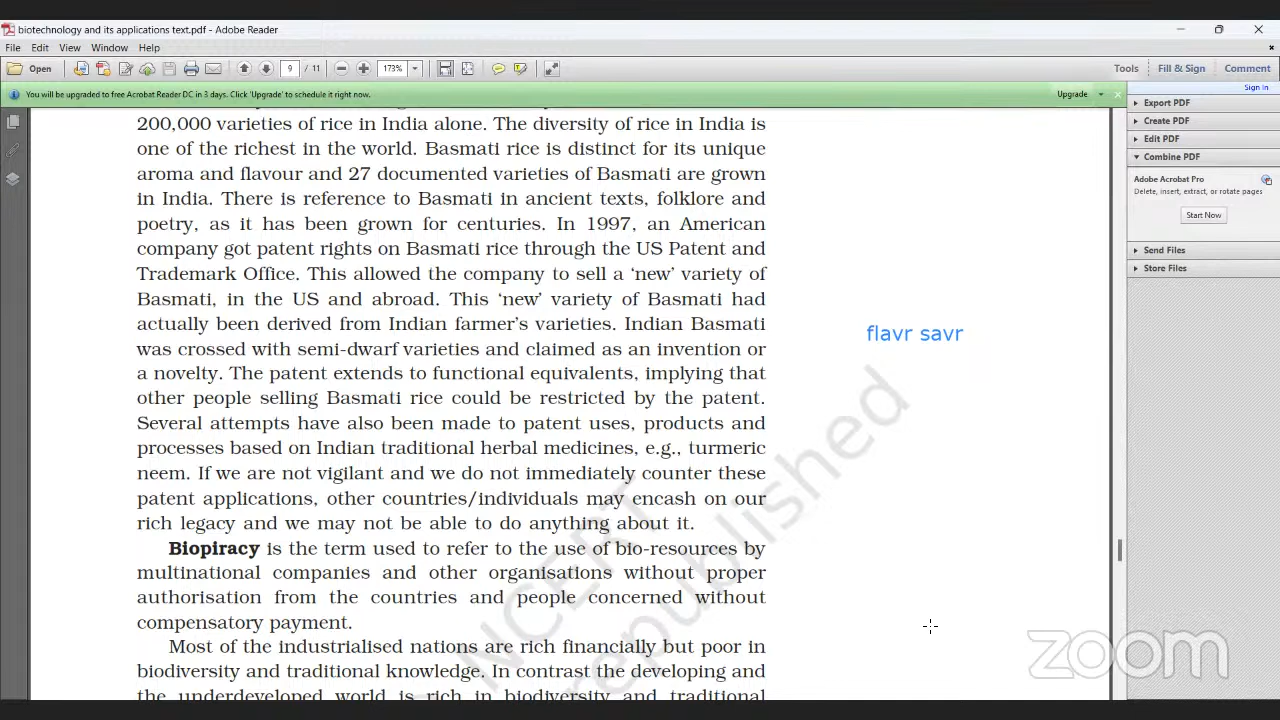 biotechnology and its applications text.pdf - Adobe Reader
File Edit View Window Help
Open 9 / 11 173% Tools Fill & Sign Comment
You will be upgraded to free Acrobat Reader DC in 3 days. Click 'Upgrade' to schedule it right now. Upgrade
Sign In
Export PDF
Create PDF
Edit PDF
Combine PDF
Adobe Acrobat Pro
Delete, insert, extract, or rotate pages
Start Now
Send Files
Store Files
200,000 varieties of rice in India alone. The diversity of rice in India is
one of the richest in the world. Basmati rice is distinct for its unique
aroma and flavour and 27 documented varieties of Basmati are grown
in India. There is reference to Basmati in ancient texts, folklore and
poetry, as it has been grown for centuries. In 1997, an American
company got patent rights on Basmati rice through the US Patent and
Trademark Office. This allowed the company to sell a ‘new’ variety of
Basmati, in the US and abroad. This ‘new’ variety of Basmati had
actually been derived from Indian farmer’s varieties. Indian Basmati
was crossed with semi-dwarf varieties and claimed as an invention or
a novelty. The patent extends to functional equivalents, implying that
other people selling Basmati rice could be restricted by the patent.
Several attempts have also been made to patent uses, products and
processes based on Indian traditional herbal medicines, e.g., turmeric
neem. If we are not vigilant and we do not immediately counter these
patent applications, other countries/individuals may encash on our
rich legacy and we may not be able to do anything about it.
Biopiracy is the term used to refer to the use of bio-resources by
multinational companies and other organisations without proper
authorisation from the countries and people concerned without
compensatory payment.
Most of the industrialised nations are rich financially but poor in
biodiversity and traditional knowledge. In contrast the developing and
the underdeveloped world is rich in biodiversity and traditional
flavr savr
NCERT
republished
zoom